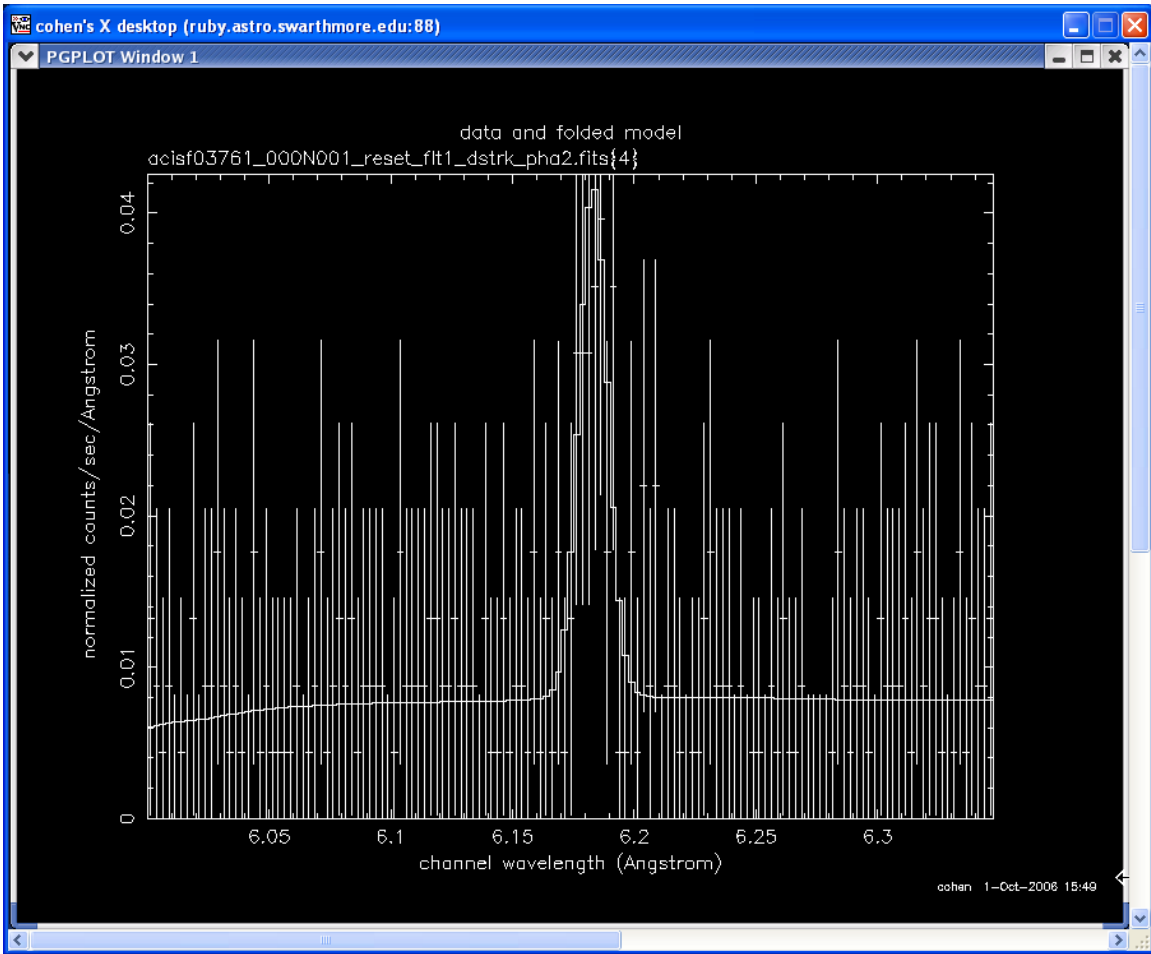 cohen's X desktop (ruby.astro.swarthmore.edu:88)
PGPLOT Window 1
data and folded model
acisf03761_000N001_reset_flt1_dstrk_pha2.fits{4}
normalized counts/sec/Angstrom
0.04
0.03
0.02
0.01
0
6.05 6.1 6.15 6.2 6.25 6.3
channel wavelength (Angstrom)
cohen 1-Oct-2006 15:49